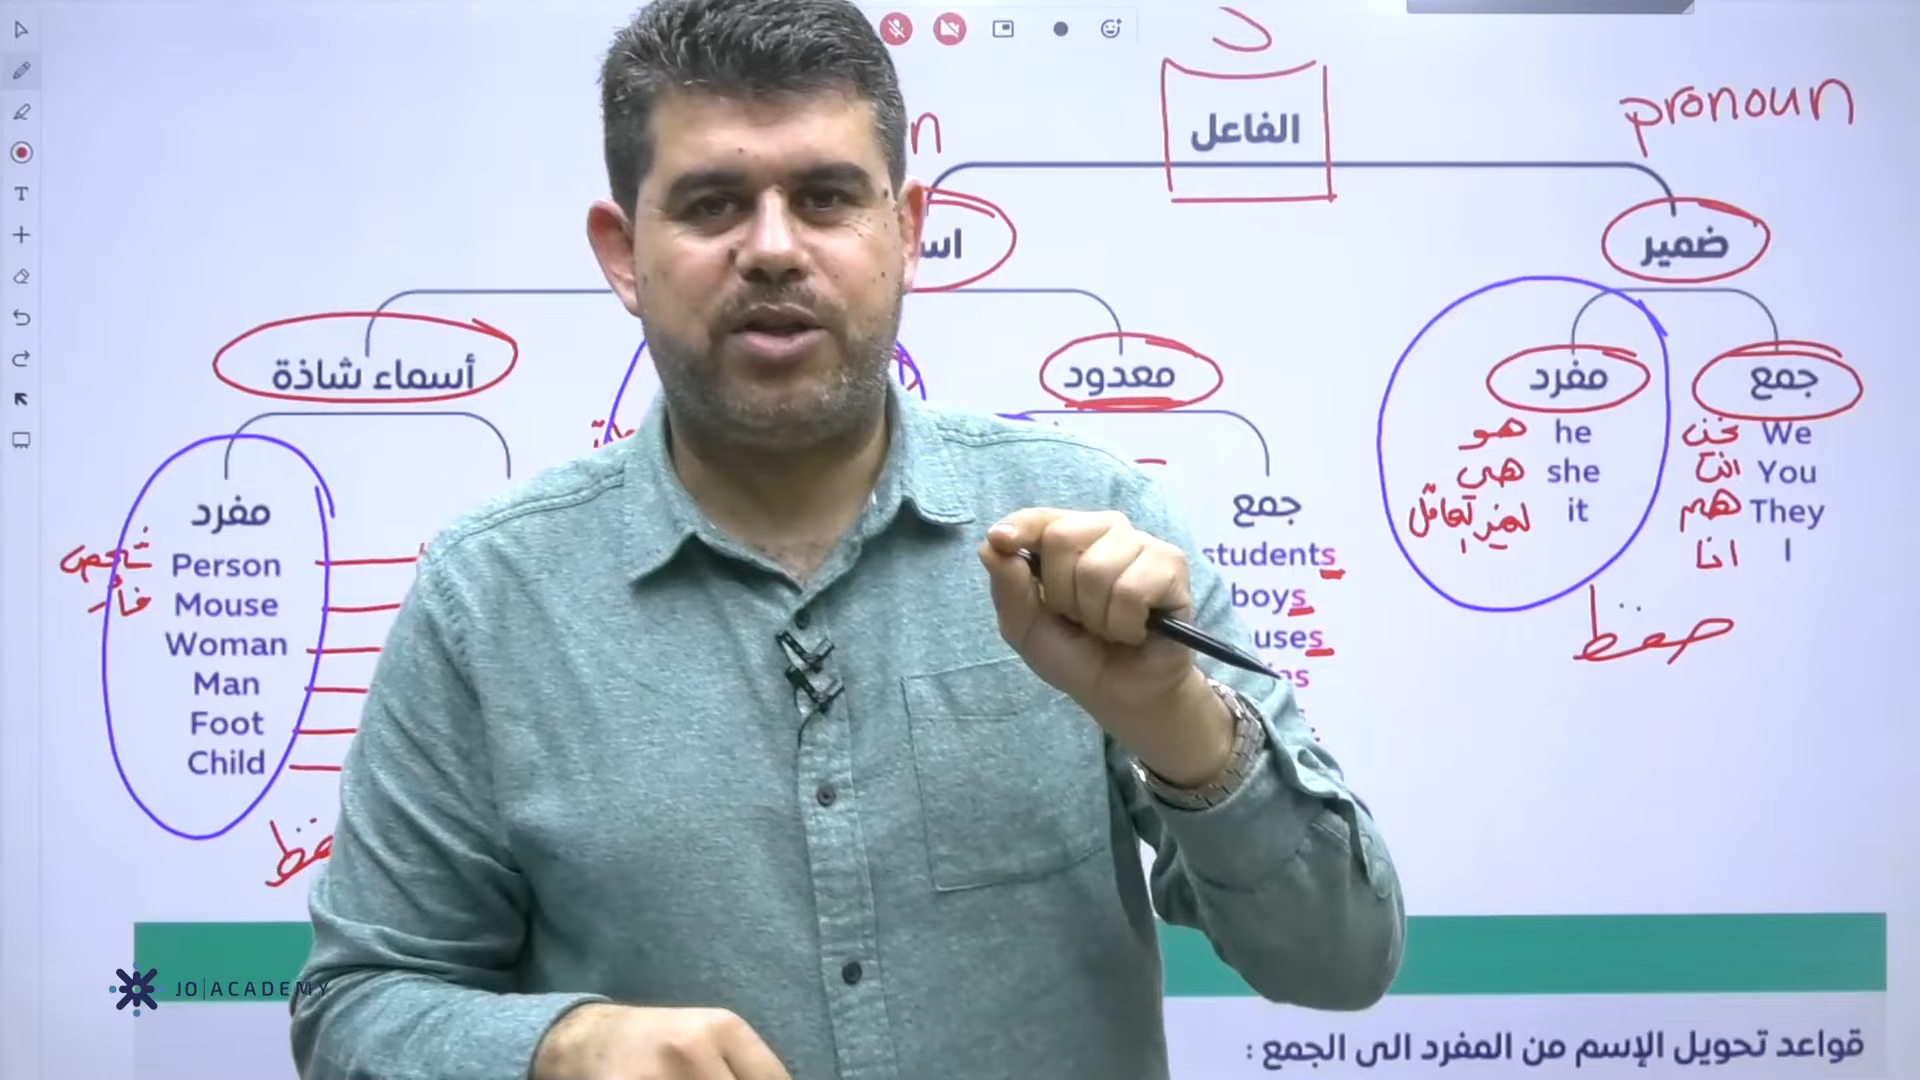 pronoun
الفاعل
ضمير
أسماء شاذة
معدود
مفرد
جمع
هو he
نحن We
هي she
انت You
لغير العاقل it
هم They
انا I
حفظ
مفرد
جمع
شخص Person
فأر Mouse
Woman
Man
Foot
Child
students
boys
JO|ACADEMY
قواعد تحويل الإسم من المفرد الى الجمع :